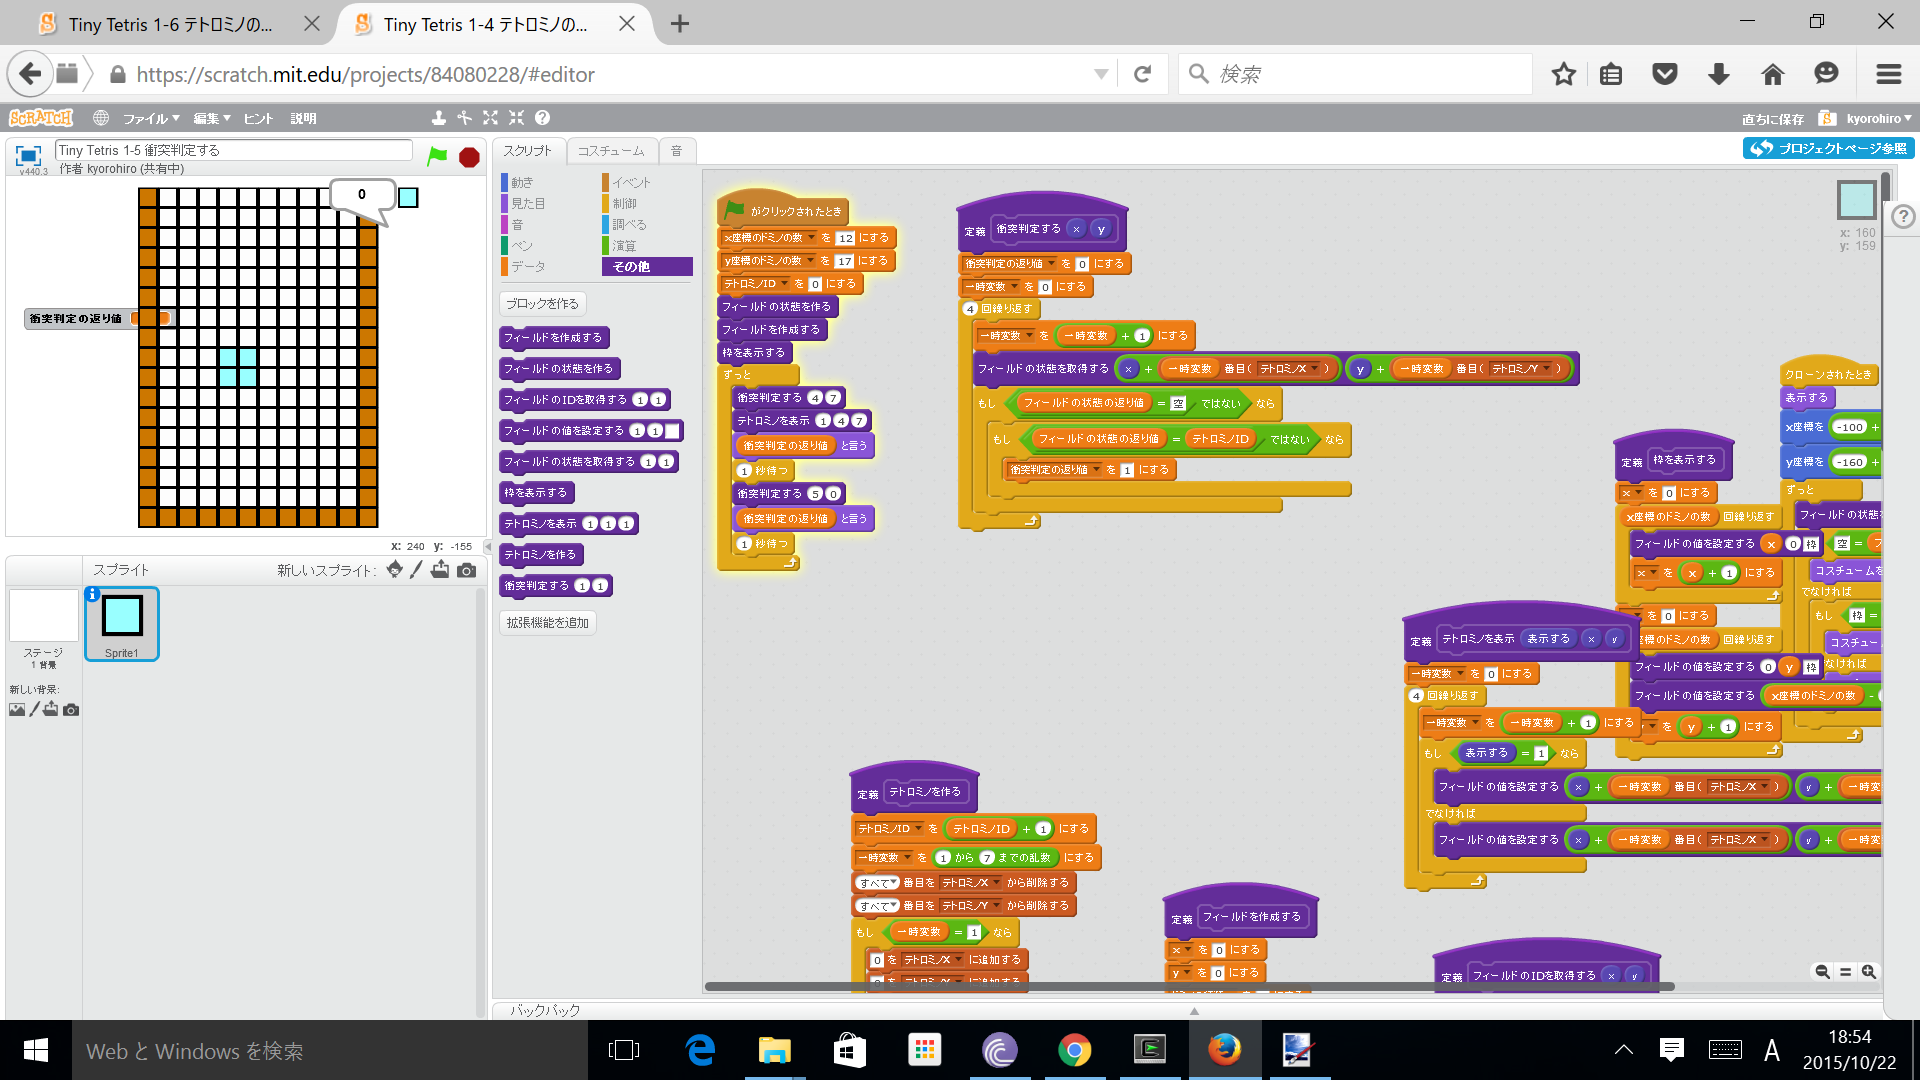 Tiny Tetris 1-6 テトロミノの...
Tiny Tetris 1-4 テトロミノの...
https://scratch.mit.edu/projects/84080228/#editor
検索
SCRATCH
ファイル
編集
ヒント
説明
直ちに保存
kyorohiro
v440.3
Tiny Tetris 1-5 衝突判定する
作者 kyorohiro (共有中)
スクリプト
コスチューム
音
プロジェクトページ参照
0
衝突判定の返り値
x: 240 y: -155
スプライト
新しいスプライト:
Sprite1
ステージ
1 背景
新しい背景:
動き
イベント
見た目
制御
音
調べる
ペン
演算
データ
その他
ブロックを作る
フィールドを作成する
フィールドの状態を作る
フィールドのIDを取得する 1 1
フィールドの値を設定する 1 1
フィールドの状態を取得する 1 1
枠を表示する
テトロミノを表示 1 1 1
テトロミノを作る
衝突判定する 1 1
拡張機能を追加
がクリックされたとき
x座標のドミノの数 を 12 にする
y座標のドミノの数 を 17 にする
テトロミノID を 0 にする
フィールドの状態を作る
フィールドを作成する
枠を表示する
ずっと
衝突判定する 4 7
テトロミノを表示 1 4 7
衝突判定の返り値 と言う
1 秒待つ
衝突判定する 5 0
衝突判定の返り値 と言う
1 秒待つ
定義 衝突判定する x y
衝突判定の返り値 を 0 にする
一時変数 を 0 にする
4 回繰り返す
一時変数 を 一時変数 + 1 にする
フィールドの状態を取得する x + 一時変数 番目( テトロミノX ) y + 一時変数 番目( テトロミノY )
もし フィールドの状態の返り値 = 空 ではない なら
もし フィールドの状態の返り値 = テトロミノID ではない なら
衝突判定の返り値 を 1 にする
x: 160
y: 159
クローンされたとき
表示する
x座標を -100 +
y座標を -160 +
ずっと
フィールドの状態
空 =
コスチュームを
でなければ
もし 枠 =
コスチュー
なければ
定義 枠を表示する
x を 0 にする
x座標のドミノの数 回繰り返す
フィールドの値を設定する x 0 枠
x を x + 1 にする
を 0 にする
標のドミノの数 回繰り返す
フィールドの値を設定する 0 y 枠
フィールドの値を設定する x座標のドミノの数 -
を y + 1 にする
定義 テトロミノを表示 表示する x y
一時変数 を 0 にする
4 回繰り返す
一時変数 を 一時変数 + 1 にする
もし 表示する = 1 なら
フィールドの値を設定する x + 一時変数 番目( テトロミノX ) y + 一時変
でなければ
フィールドの値を設定する x + 一時変数 番目( テトロミノX ) y + 一時変
定義 テトロミノを作る
テトロミノID を テトロミノID + 1 にする
一時変数 を 1 から 7 までの乱数 にする
すべて 番目を テトロミノX から削除する
すべて 番目を テトロミノY から削除する
もし 一時変数 = 1 なら
0 を テトロミノX に追加する
定義 フィールドを作成する
x を 0 にする
y を 0 にする
定義 フィールドのIDを取得する x y
バックパック
Web と Windows を検索
A
18:54
2015/10/22